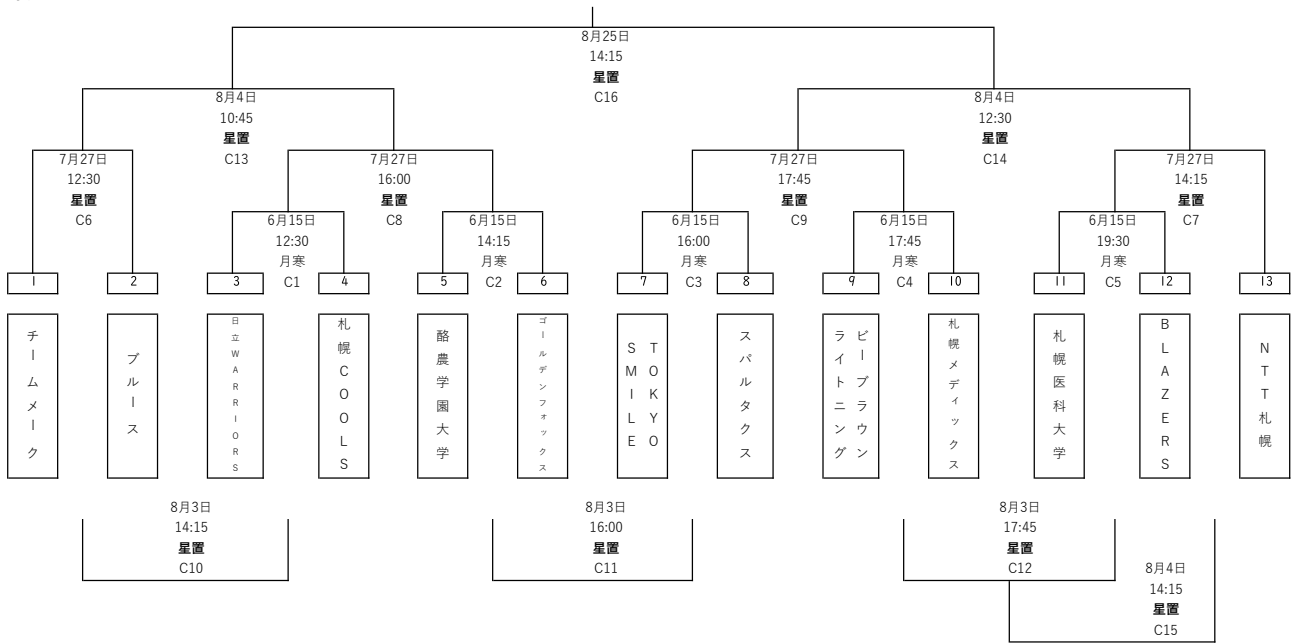 8月25日
14:15
星置
C16
8月4日
10:45
星置
C13
8月4日
12:30
星置
C14
7月27日
12:30
星置
C6
7月27日
16:00
星置
C8
7月27日
17:45
星置
C9
7月27日
14:15
星置
C7
6月15日
12:30
月寒
C1
6月15日
14:15
月寒
C2
6月15日
16:00
月寒
C3
6月15日
17:45
月寒
C4
6月15日
19:30
月寒
C5
1
2
3
4
5
6
7
8
9
10
11
12
13
チームメーク
ブルース
日立WARRIORS
札幌COOLS
酪農学園大学
ゴールデンフォックス
TOKYO
SMILE
スパルタクス
ビーブラウン
ライトニング
札幌メディックス
札幌医科大学
BLAZERS
NTT札幌
8月3日
14:15
星置
C10
8月3日
16:00
星置
C11
8月3日
17:45
星置
C12
8月4日
14:15
星置
C15